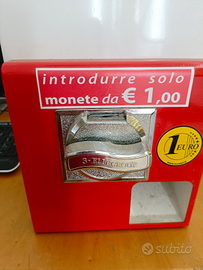 introdurre solo
monete da € 1,00
1
EURO
subito